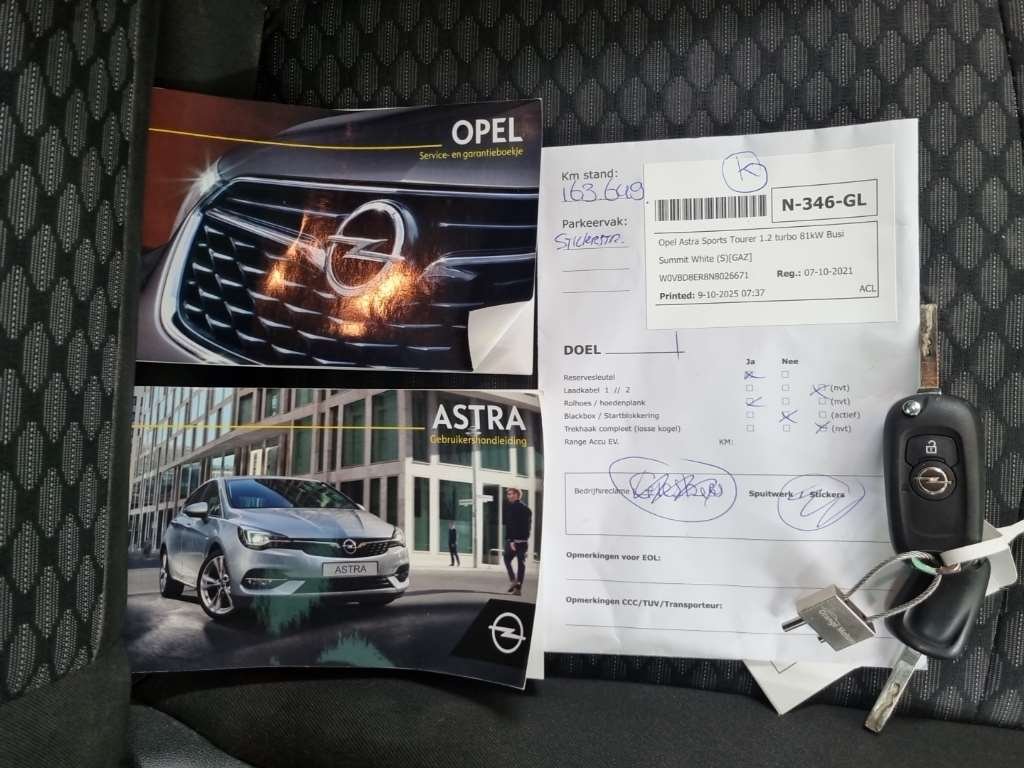 OPEL
Service- en garantieboekje
ASTRA
Gebruikershandleiding
ASTRA
Km stand:
163.649
Parkeervak:
K
N-346-GL
Opel Astra Sports Tourer 1.2 turbo 81kW Busi
Summit White (S)[GAZ]
W0VBD8ER8N8026671
Reg.: 07-10-2021
Printed: 9-10-2025 07:37
ACL
DOEL
Ja Nee
Reservesleutel
Laadkabel 1 // 2 (nvt)
Rolhoes / hoedenplank (nvt)
Blackbox / Startblokkering (actief)
Trekhaak compleet (losse kogel) (nvt)
Range Accu EV. KM:
Bedrijfsreclame
Spuitwerk / Stickers
Opmerkingen voor EOL:
Opmerkingen CCC/TUV/Transporteur: